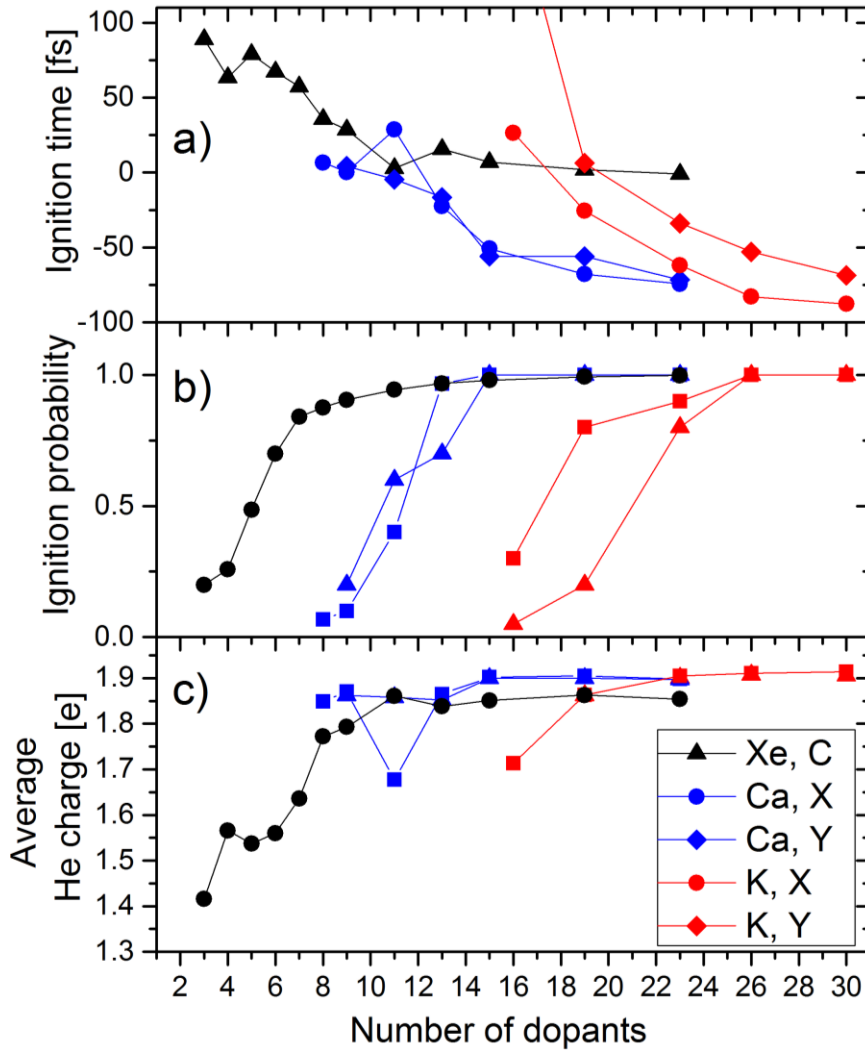 Ignition time [fs]
100
50
0
-50
-100
a)
Ignition probability
1.0
0.5
0.0
b)
Average
He charge [e]
1.9
1.8
1.7
1.6
1.5
1.4
1.3
c)
Xe, C
Ca, X
Ca, Y
K, X
K, Y
2 4 6 8 10 12 14 16 18 20 22 24 26 28 30
Number of dopants